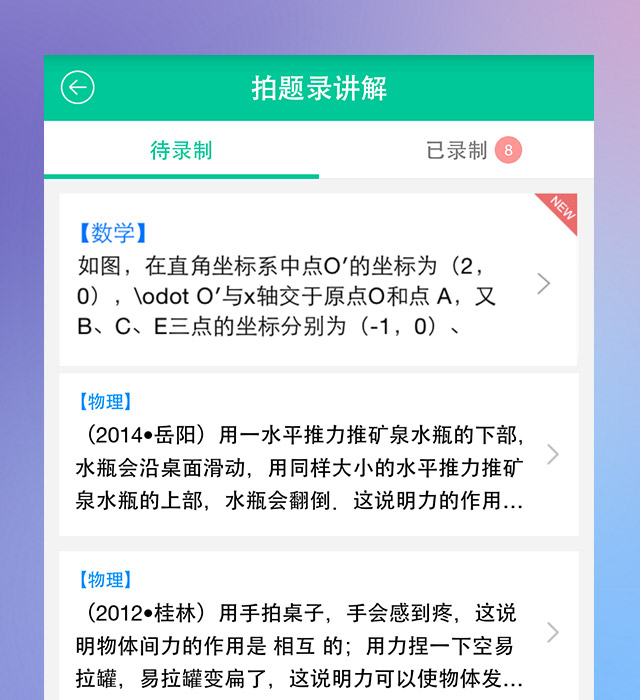 拍题录讲解
待录制
已录制 8
NEW
【数学】
如图，在直角坐标系中点O′的坐标为（2，
0），\odot O′与x轴交于原点O和点 A，又
B、C、E三点的坐标分别为（-1，0）、
【物理】
（2014•岳阳）用一水平推力推矿泉水瓶的下部，
水瓶会沿桌面滑动，用同样大小的水平推力推矿
泉水瓶的上部，水瓶会翻倒．这说明力的作用...
【物理】
（2012•桂林）用手拍桌子，手会感到疼，这说
明物体间力的作用是 相互 的；用力捏一下空易
拉罐，易拉罐变扁了，这说明力可以使物体发...